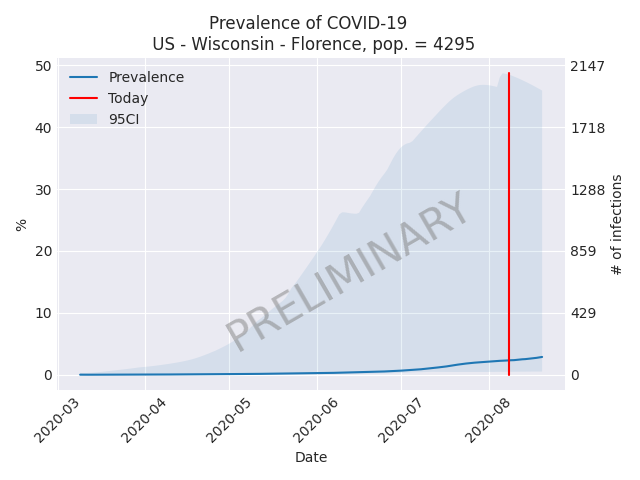 Prevalence of COVID-19
US - Wisconsin - Florence, pop. = 4295
Prevalence
Today
95CI
50
40
30
20
10
0
%
2147
1718
1288
859
429
0
# of infections
PRELIMINARY
2020-03
2020-04
2020-05
2020-06
2020-07
2020-08
Date